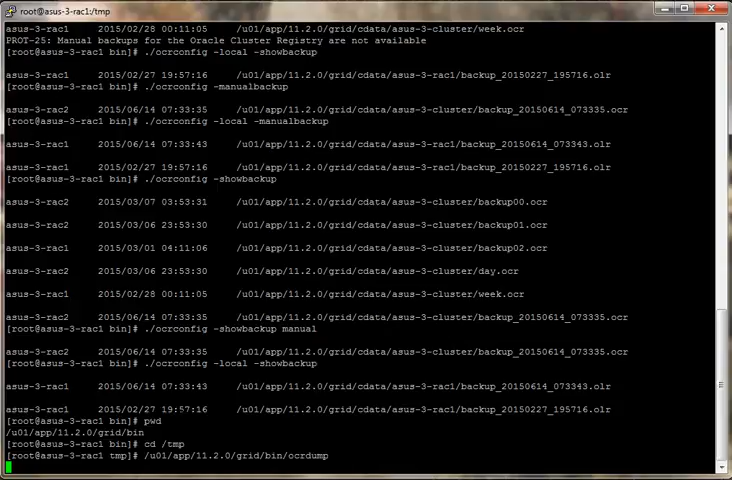 root@asus-3-rac1:/tmp
asus-3-rac1     2015/02/28 00:11:05     /u01/app/11.2.0/grid/cdata/asus-3-cluster/week.ocr
PROT-25: Manual backups for the Oracle Cluster Registry are not available
[root@asus-3-rac1 bin]# ./ocrconfig -local -showbackup
asus-3-rac1     2015/02/27 19:57:16     /u01/app/11.2.0/grid/cdata/asus-3-rac1/backup_20150227_195716.olr
[root@asus-3-rac1 bin]# ./ocrconfig -manualbackup
asus-3-rac2     2015/06/14 07:33:35     /u01/app/11.2.0/grid/cdata/asus-3-cluster/backup_20150614_073335.ocr
[root@asus-3-rac1 bin]# ./ocrconfig -local -manualbackup
asus-3-rac1     2015/06/14 07:33:43     /u01/app/11.2.0/grid/cdata/asus-3-rac1/backup_20150614_073343.olr
asus-3-rac1     2015/02/27 19:57:16     /u01/app/11.2.0/grid/cdata/asus-3-rac1/backup_20150227_195716.olr
[root@asus-3-rac1 bin]# ./ocrconfig -showbackup
asus-3-rac2     2015/03/07 03:53:31     /u01/app/11.2.0/grid/cdata/asus-3-cluster/backup00.ocr
asus-3-rac2     2015/03/06 23:53:30     /u01/app/11.2.0/grid/cdata/asus-3-cluster/backup01.ocr
asus-3-rac1     2015/03/01 04:11:06     /u01/app/11.2.0/grid/cdata/asus-3-cluster/backup02.ocr
asus-3-rac2     2015/03/06 23:53:30     /u01/app/11.2.0/grid/cdata/asus-3-cluster/day.ocr
asus-3-rac1     2015/02/28 00:11:05     /u01/app/11.2.0/grid/cdata/asus-3-cluster/week.ocr
asus-3-rac2     2015/06/14 07:33:35     /u01/app/11.2.0/grid/cdata/asus-3-cluster/backup_20150614_073335.ocr
[root@asus-3-rac1 bin]# ./ocrconfig -showbackup manual
asus-3-rac2     2015/06/14 07:33:35     /u01/app/11.2.0/grid/cdata/asus-3-cluster/backup_20150614_073335.ocr
[root@asus-3-rac1 bin]# ./ocrconfig -local -showbackup
asus-3-rac1     2015/06/14 07:33:43     /u01/app/11.2.0/grid/cdata/asus-3-rac1/backup_20150614_073343.olr
asus-3-rac1     2015/02/27 19:57:16     /u01/app/11.2.0/grid/cdata/asus-3-rac1/backup_20150227_195716.olr
[root@asus-3-rac1 bin]# pwd
/u01/app/11.2.0/grid/bin
[root@asus-3-rac1 bin]# cd /tmp
[root@asus-3-rac1 tmp]# /u01/app/11.2.0/grid/bin/ocrdump